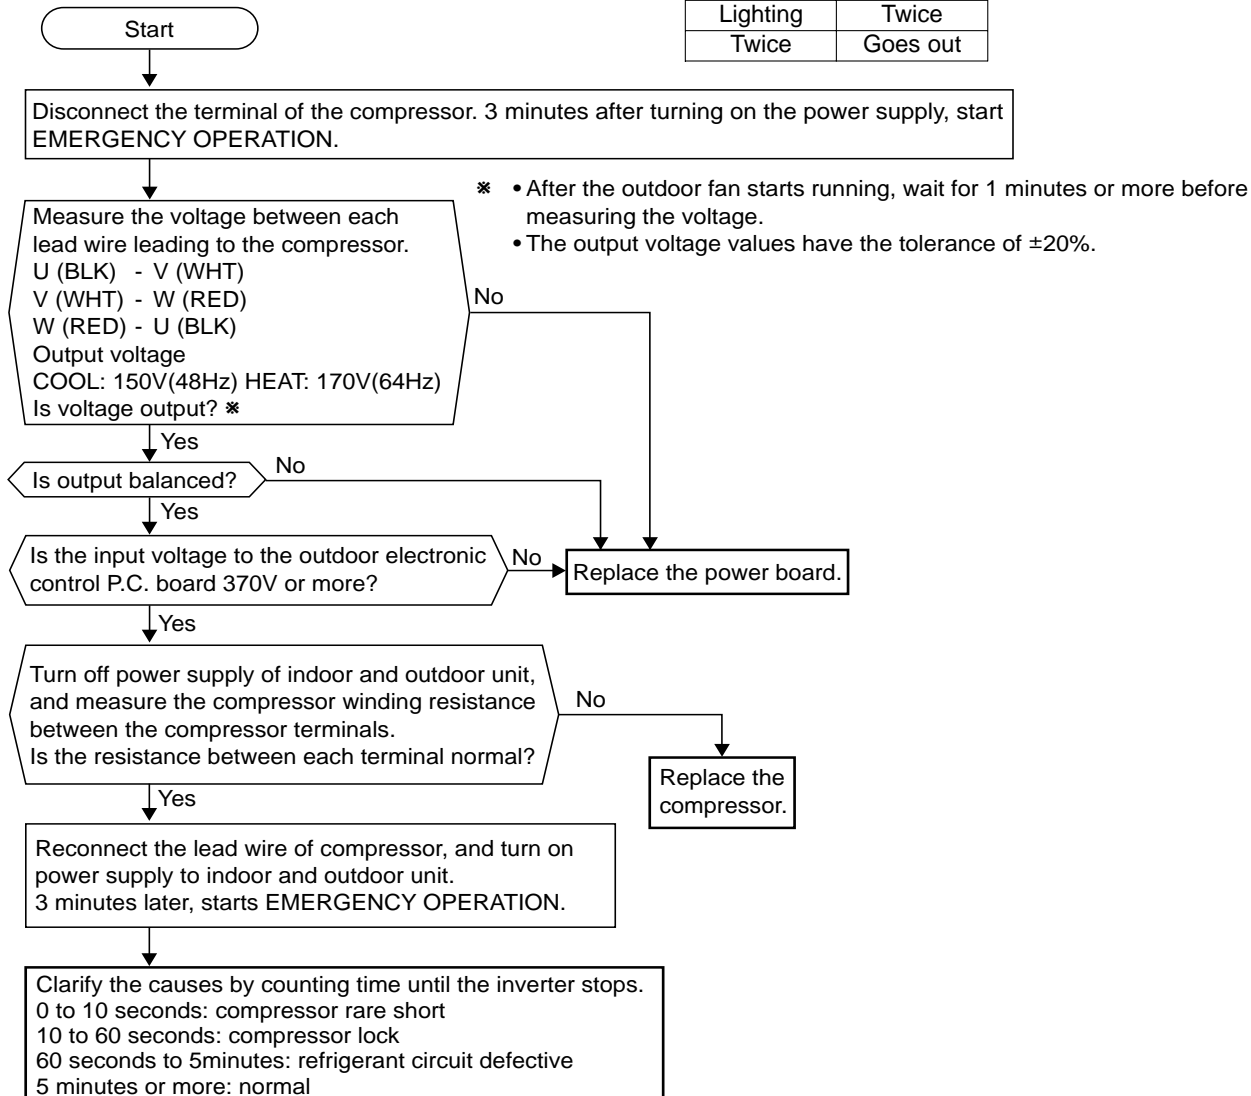 Start
Lighting Twice
Twice Goes out
Disconnect the terminal of the compressor. 3 minutes after turning on the power supply, start
EMERGENCY OPERATION.
※ • After the outdoor fan starts running, wait for 1 minutes or more before
measuring the voltage.
• The output voltage values have the tolerance of ±20%.
Measure the voltage between each
lead wire leading to the compressor.
U (BLK) - V (WHT)
V (WHT) - W (RED)
W (RED) - U (BLK)
Output voltage
COOL: 150V(48Hz) HEAT: 170V(64Hz)
Is voltage output? ※
No
Yes
Is output balanced?
No
Yes
Is the input voltage to the outdoor electronic
control P.C. board 370V or more?
No
Replace the power board.
Yes
Turn off power supply of indoor and outdoor unit,
and measure the compressor winding resistance
between the compressor terminals.
Is the resistance between each terminal normal?
No
Replace the
compressor.
Yes
Reconnect the lead wire of compressor, and turn on
power supply to indoor and outdoor unit.
3 minutes later, starts EMERGENCY OPERATION.
Clarify the causes by counting time until the inverter stops.
0 to 10 seconds: compressor rare short
10 to 60 seconds: compressor lock
60 seconds to 5minutes: refrigerant circuit defective
5 minutes or more: normal